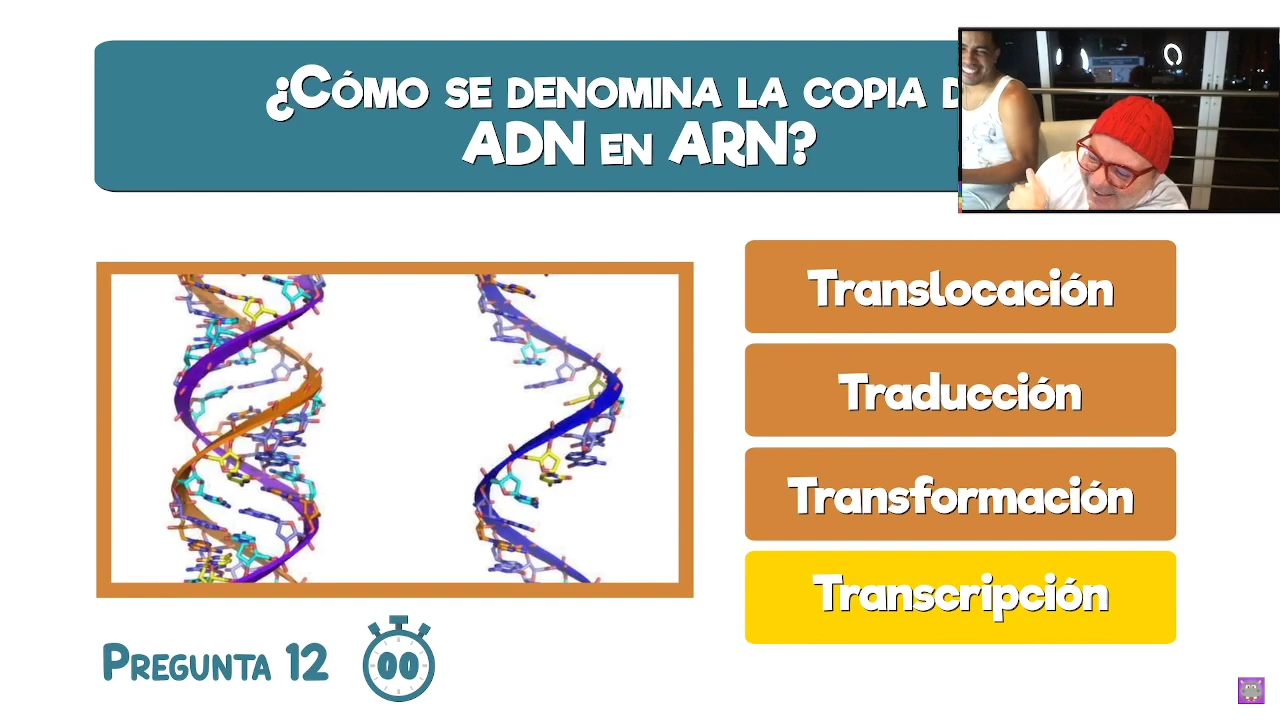 ¿Cómo se denomina la copia
ADN en ARN?
Translocación
Traducción
Transformación
Transcripción
Pregunta 12
00